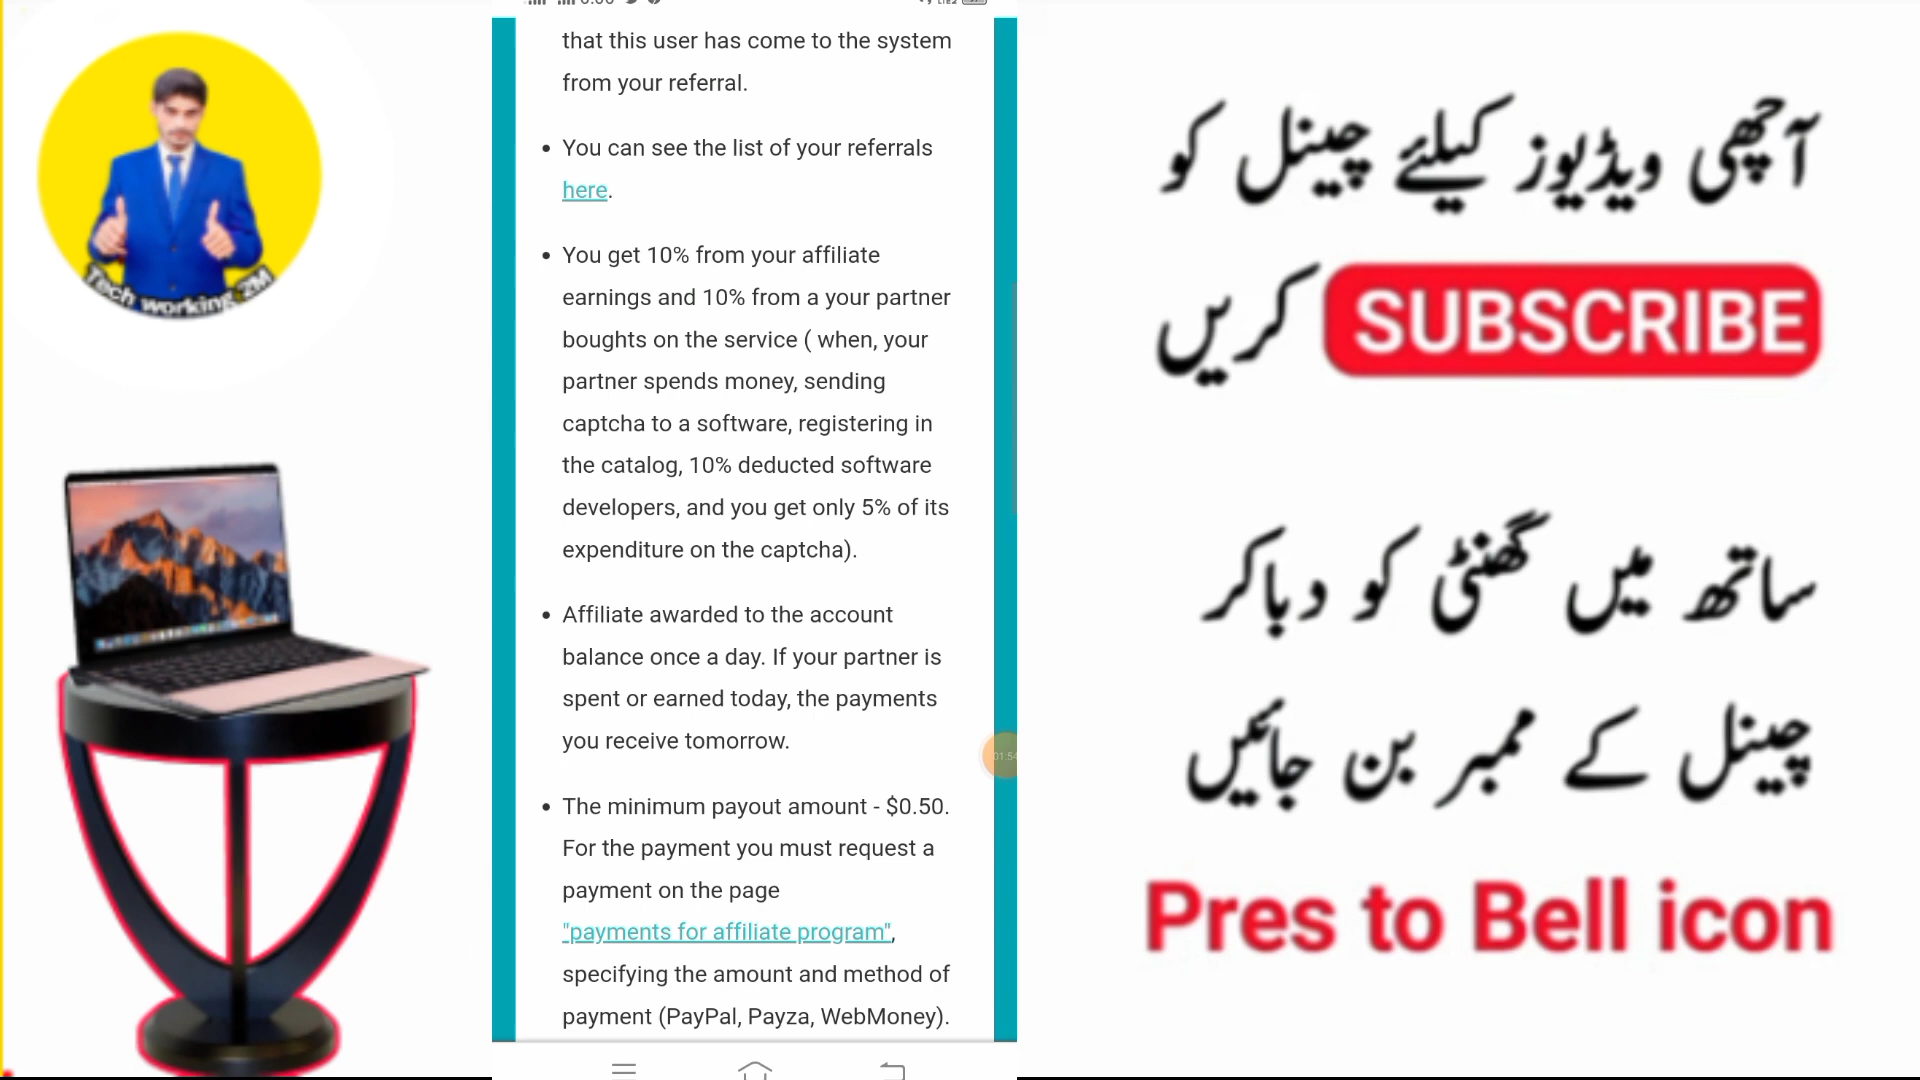 Tech working 2M
that this user has come to the system
from your referral.
• You can see the list of your referrals
here.
• You get 10% from your affiliate
earnings and 10% from a your partner
boughts on the service ( when, your
partner spends money, sending
captcha to a software, registering in
the catalog, 10% deducted software
developers, and you get only 5% of its
expenditure on the captcha).
• Affiliate awarded to the account
balance once a day. If your partner is
spent or earned today, the payments
you receive tomorrow.
• The minimum payout amount - $0.50.
For the payment you must request a
payment on the page
"payments for affiliate program",
specifying the amount and method of
payment (PayPal, Payza, WebMoney).
01:54
آچھی ویڈیوز کیلئے چینل کو
SUBSCRIBE کریں
ساتھ میں گھنٹی کو دباکر
چینل کے ممبر بن جائیں
Pres to Bell icon